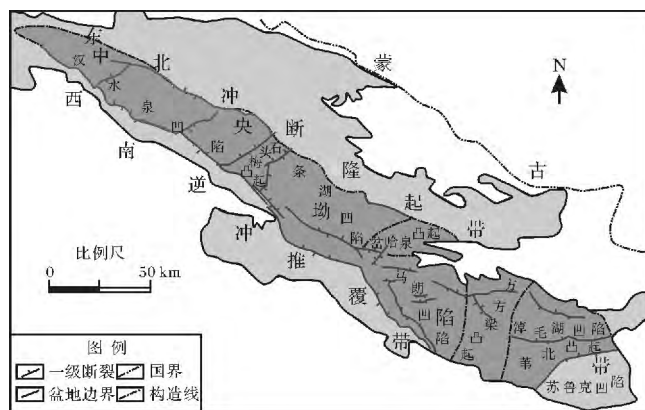 东北冲断隆起带
中央坳陷带
西南逆冲推覆带
蒙古
N
汉水泉凹陷
石头梅凸起
条湖凹陷
岔哈泉凸起
马朗凹陷
方方梁凸起
淖毛湖凹陷
苇北凸起
苏鲁克凹陷
比例尺
0 50 km
图例
一级断裂 国界
盆地边界 构造线